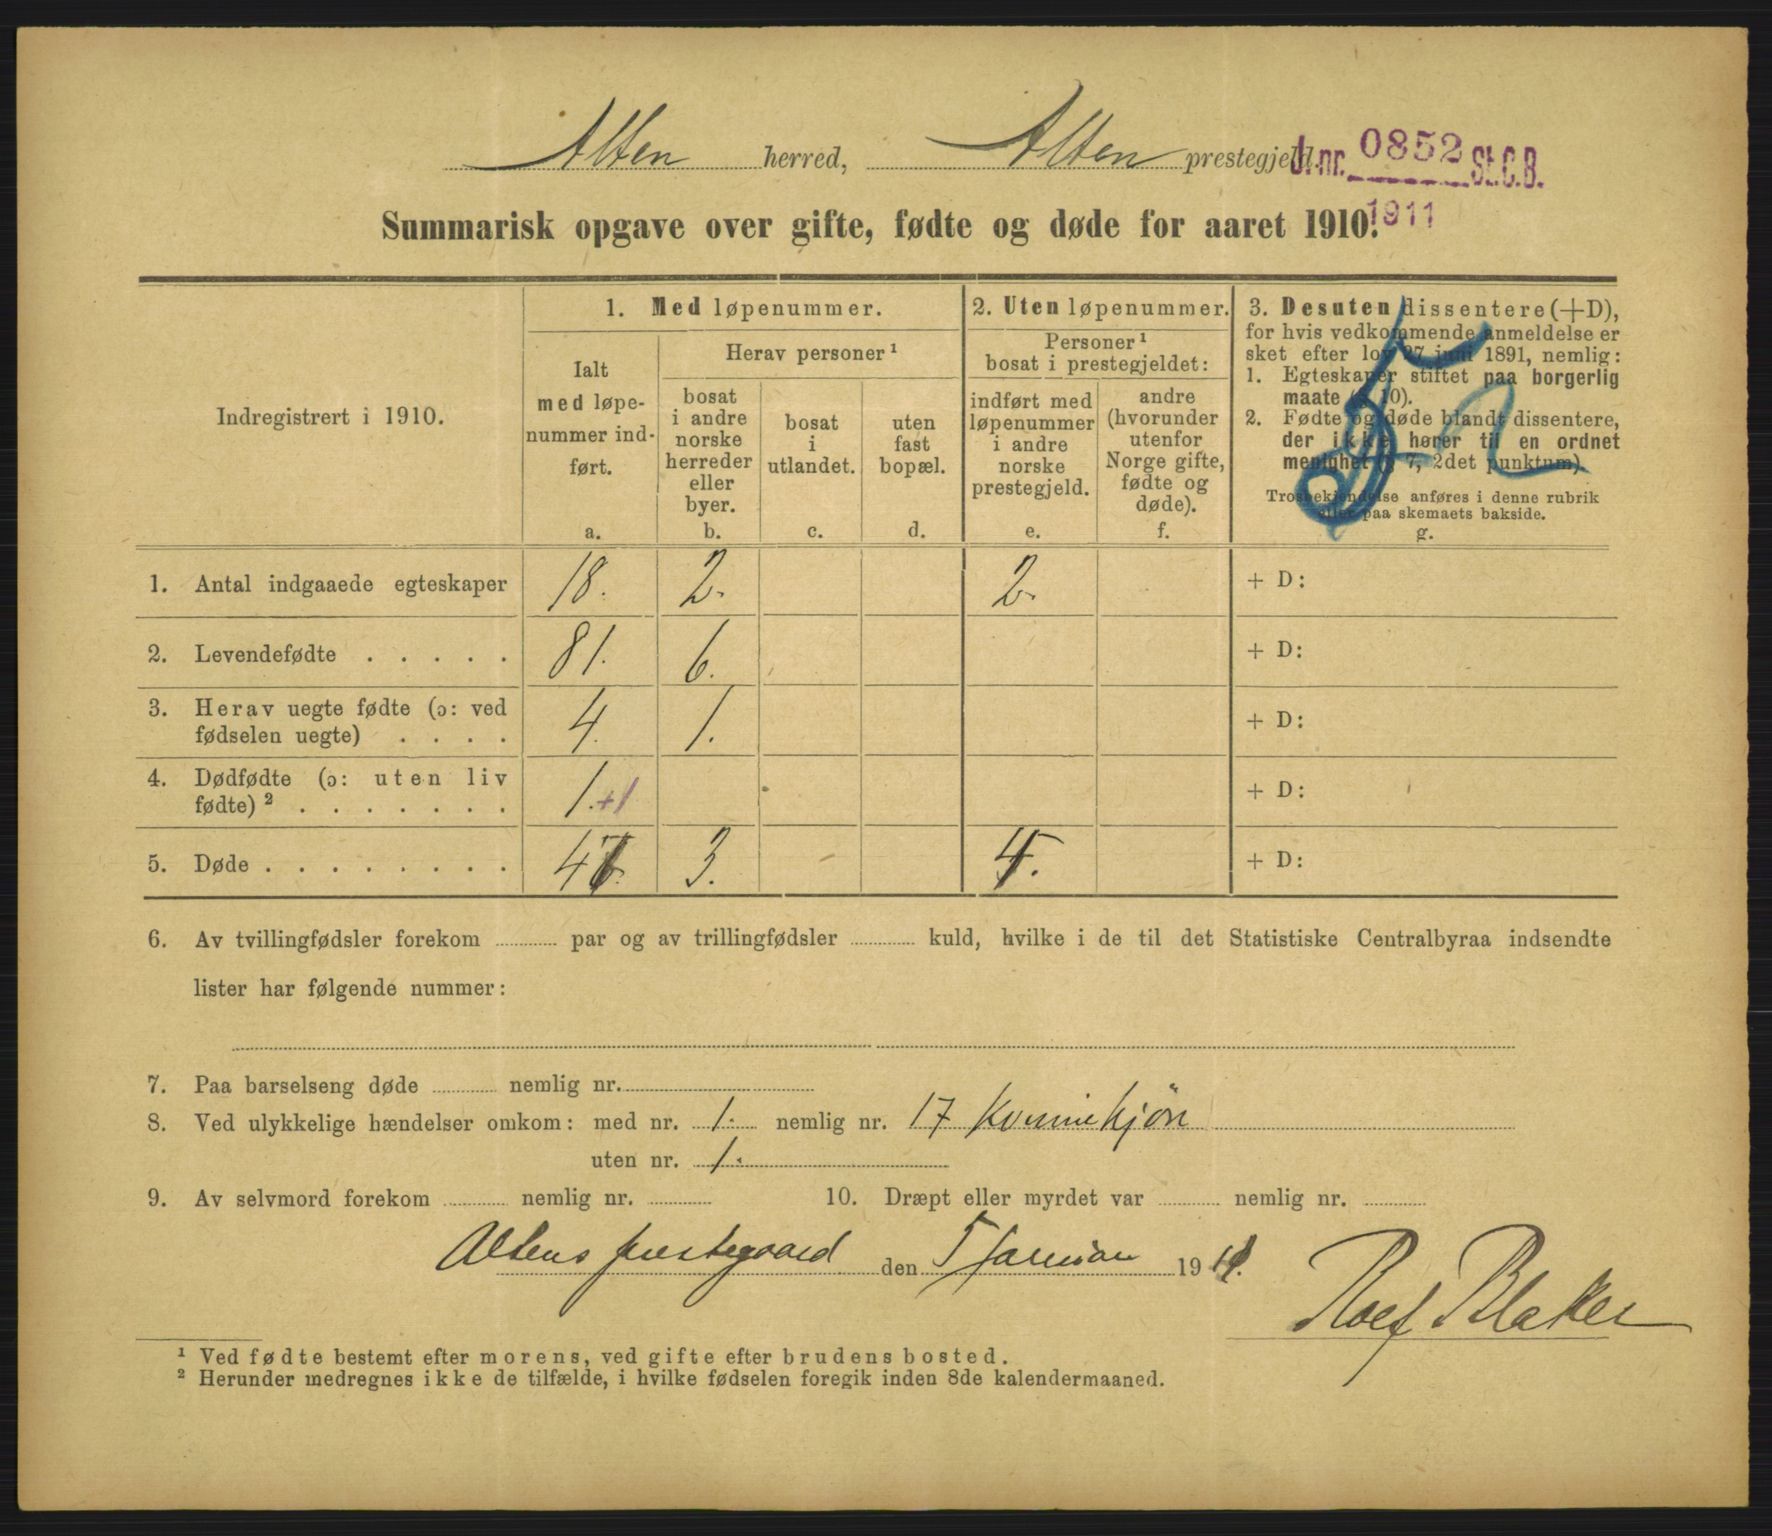 Alten herred, Alten prestegjeld.
J. nr. 0852 St. C. B.
1911
Summarisk opgave over gifte, fødte og døde for aaret 1910.
Indregistrert i 1910.
1. Med løpenummer.
Ialt
med løpe-
nummer ind-
ført.
a.
Herav personer ¹
bosat
i andre
norske
herreder
eller
byer.
b.
bosat
i
utlandet.
c.
uten
fast
bopæl.
d.
2. Uten løpenummer.
Personer ¹
bosat i prestegjeldet:
indført med
løpenummer
i andre
norske
prestegjeld.
e.
andre
(hvorunder
utenfor
Norge gifte,
fødte og
døde).
f.
3. Desuten dissentere (+D),
for hvis vedkommende anmeldelse er
sket efter lov 27 juni 1891, nemlig:
1. Egteskaper stiftet paa borgerlig
maate (§ 10).
2. Fødte og døde blandt dissentere,
der ikke hører til en ordnet
menighet (§ 7, 2det punktum).
Trosbekjendelse anføres i denne rubrik
eller paa skemaets bakside.
g.
1. Antal indgaaede egteskaper 18. 2. 2. + D:
2. Levendefødte . . . . . 81. 6. + D:
3. Herav uegte fødte (ɔ: ved
fødselen uegte) . . . . 4. 1. + D:
4. Dødfødte (ɔ: uten liv
fødte) ² . . . . . . . 1.+1 + D:
5. Døde . . . . . . . . 3. + D:
6. Av tvillingfødsler forekom ............ par og av trillingfødsler ............ kuld, hvilke i de til det Statistiske Centralbyraa indsendte
lister har følgende nummer:
7. Paa barselseng døde ............ nemlig nr.
8. Ved ulykkelige hændelser omkom: med nr. 1. nemlig nr. 17 Kvinnekjön
uten nr. 1.
9. Av selvmord forekom ............ nemlig nr. ............ 10. Dræpt eller myrdet var ............ nemlig nr. ............
Altens prestegaard den 5 Januar 1911.
Rolf Blaker
¹ Ved fødte bestemt efter morens, ved gifte efter brudens bosted.
² Herunder medregnes ikke de tilfælde, i hvilke fødselen foregik inden 8de kalendermaaned.